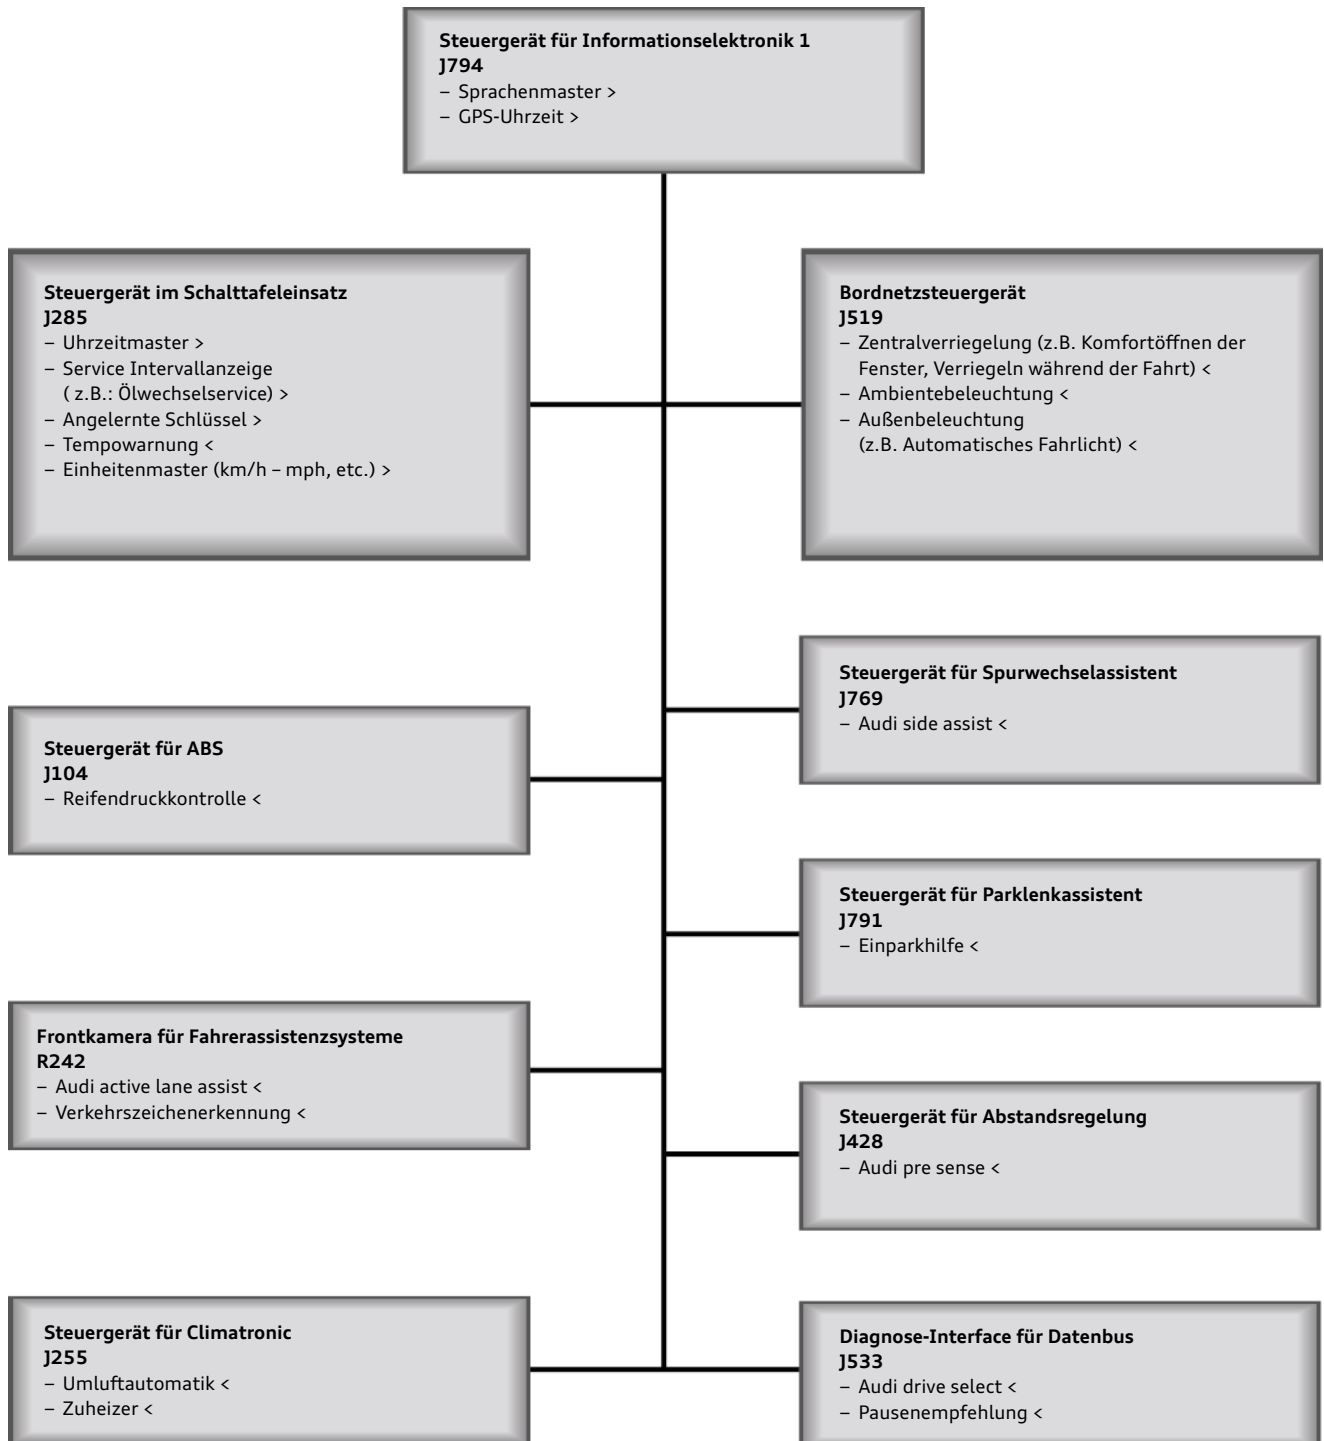 Steuergerät für Informationselektronik 1
J794
– Sprachenmaster >
– GPS-Uhrzeit >
Steuergerät im Schalttafeleinsatz
J285
– Uhrzeitmaster >
– Service Intervallanzeige
( z.B.: Ölwechselservice) >
– Angelernte Schlüssel >
– Tempowarnung <
– Einheitenmaster (km/h – mph, etc.) >
Bordnetzsteuergerät
J519
– Zentralverriegelung (z.B. Komfortöffnen der
Fenster, Verriegeln während der Fahrt) <
– Ambientebeleuchtung <
– Außenbeleuchtung
(z.B. Automatisches Fahrlicht) <
Steuergerät für Spurwechselassistent
J769
– Audi side assist <
Steuergerät für ABS
J104
– Reifendruckkontrolle <
Steuergerät für Parklenkassistent
J791
– Einparkhilfe <
Frontkamera für Fahrerassistenzsysteme
R242
– Audi active lane assist <
– Verkehrszeichenerkennung <
Steuergerät für Abstandsregelung
J428
– Audi pre sense <
Steuergerät für Climatronic
J255
– Umluftautomatik <
– Zuheizer <
Diagnose-Interface für Datenbus
J533
– Audi drive select <
– Pausenempfehlung <